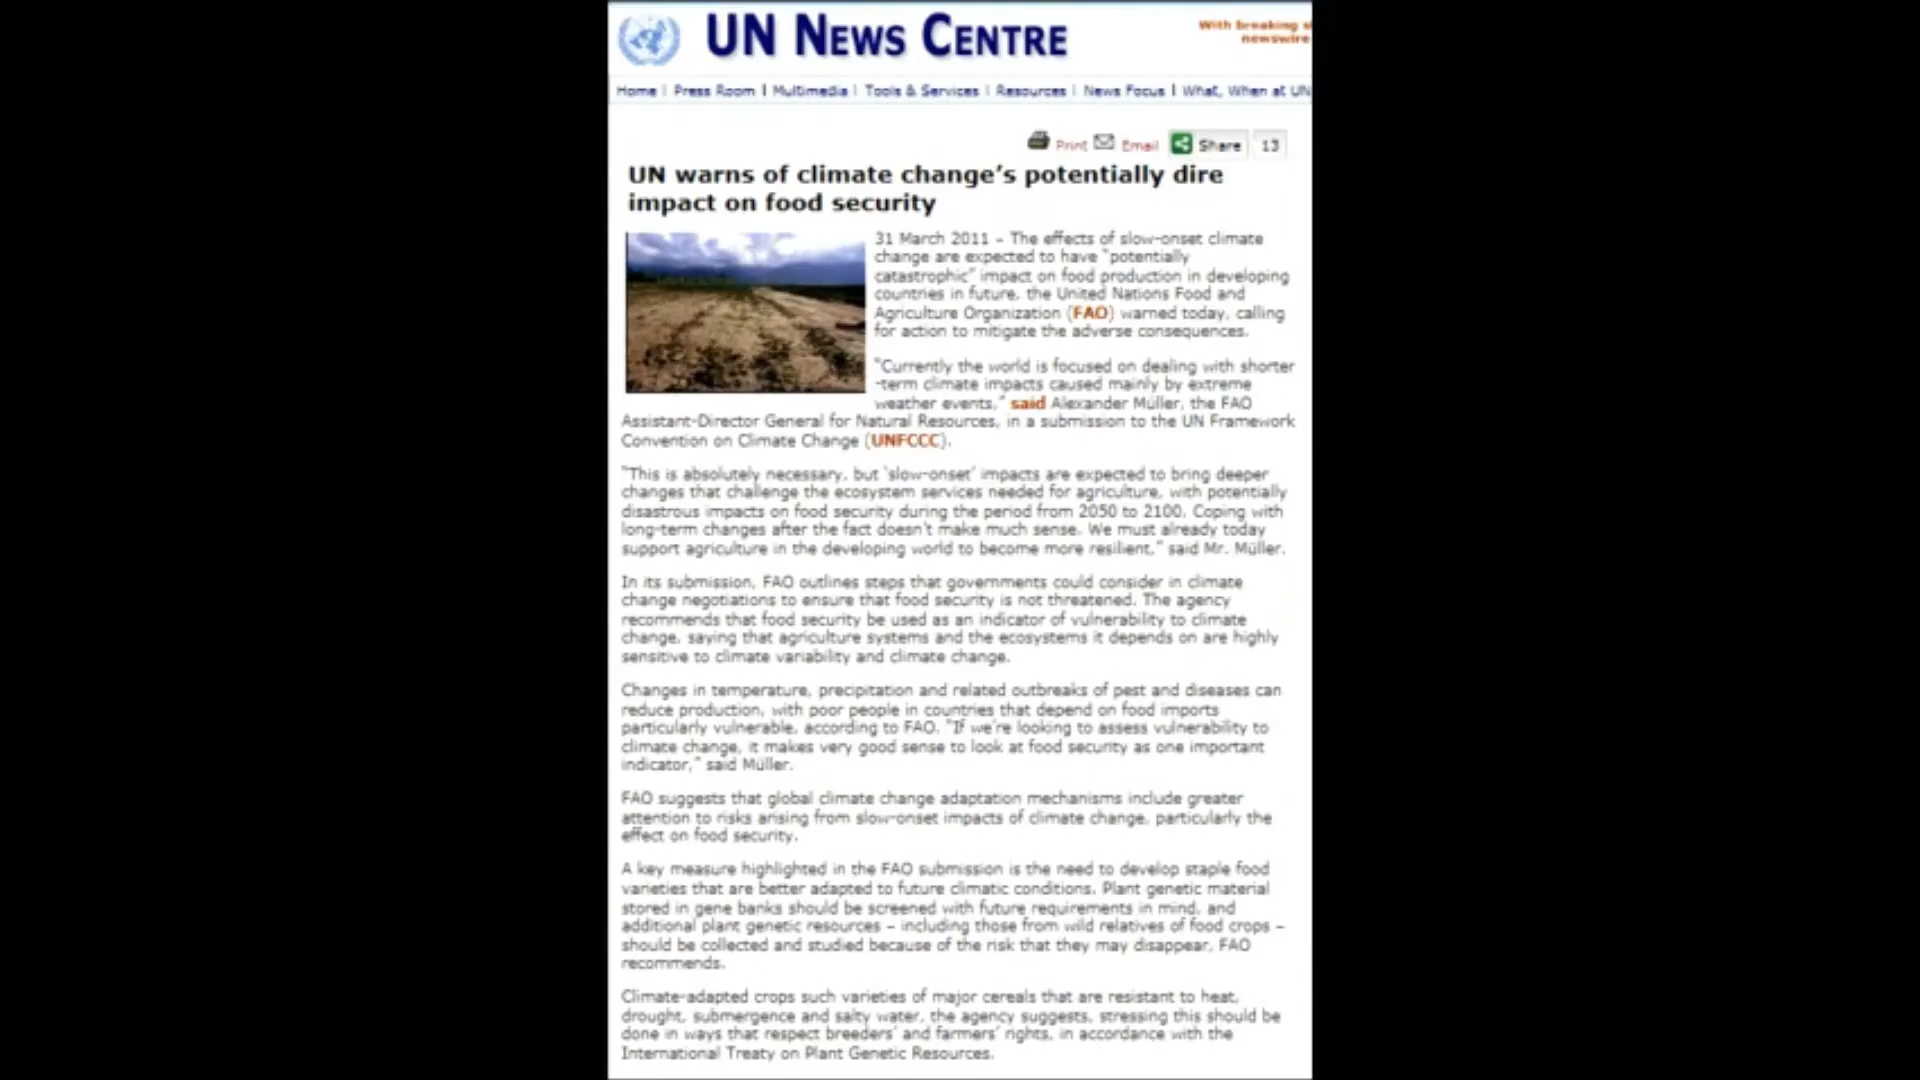 UN NEWS CENTRE
With breaking
newswire
Home | Press Room | Multimedia | Tools & Services | Resources | News Focus | What, When at UN
Print Email Share 13
UN warns of climate change's potentially dire
impact on food security
31 March 2011 – The effects of slow-onset climate
change are expected to have "potentially
catastrophic" impact on food production in developing
countries in future, the United Nations Food and
Agriculture Organization (FAO) warned today, calling
for action to mitigate the adverse consequences.
"Currently the world is focused on dealing with shorter
-term climate impacts caused mainly by extreme
weather events," said Alexander Müller, the FAO
Assistant-Director General for Natural Resources, in a submission to the UN Framework
Convention on Climate Change (UNFCCC).
"This is absolutely necessary, but 'slow-onset' impacts are expected to bring deeper
changes that challenge the ecosystem services needed for agriculture, with potentially
disastrous impacts on food security during the period from 2050 to 2100. Coping with
long-term changes after the fact doesn't make much sense. We must already today
support agriculture in the developing world to become more resilient," said Mr. Müller.
In its submission, FAO outlines steps that governments could consider in climate
change negotiations to ensure that food security is not threatened. The agency
recommends that food security be used as an indicator of vulnerability to climate
change, saying that agriculture systems and the ecosystems it depends on are highly
sensitive to climate variability and climate change.
Changes in temperature, precipitation and related outbreaks of pest and diseases can
reduce production, with poor people in countries that depend on food imports
particularly vulnerable, according to FAO. "If we're looking to assess vulnerability to
climate change, it makes very good sense to look at food security as one important
indicator," said Müller.
FAO suggests that global climate change adaptation mechanisms include greater
attention to risks arising from slow-onset impacts of climate change, particularly the
effect on food security.
A key measure highlighted in the FAO submission is the need to develop staple food
varieties that are better adapted to future climatic conditions. Plant genetic material
stored in gene banks should be screened with future requirements in mind, and
additional plant genetic resources – including those from wild relatives of food crops –
should be collected and studied because of the risk that they may disappear, FAO
recommends.
Climate-adapted crops such varieties of major cereals that are resistant to heat,
drought, submergence and salty water, the agency suggests, stressing this should be
done in ways that respect breeders' and farmers' rights, in accordance with the
International Treaty on Plant Genetic Resources.